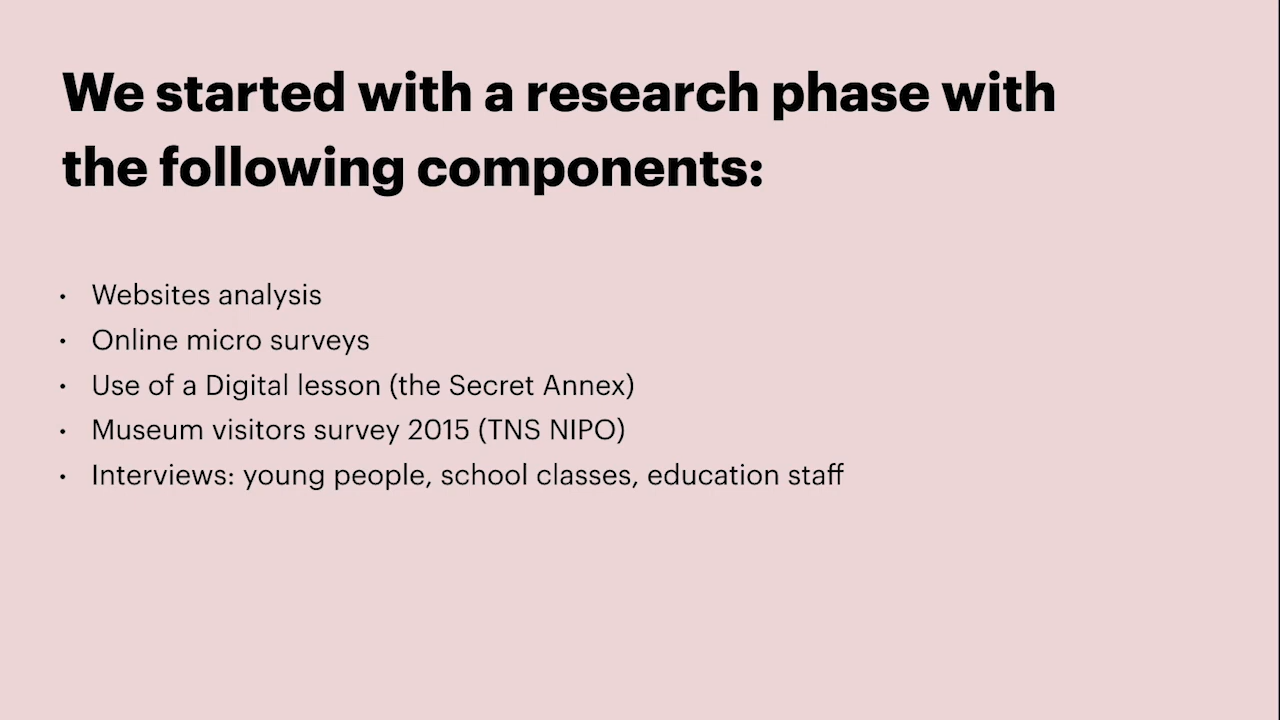 We started with a research phase with
the following components:
• Websites analysis
• Online micro surveys
• Use of a Digital lesson (the Secret Annex)
• Museum visitors survey 2015 (TNS NIPO)
• Interviews: young people, school classes, education staff